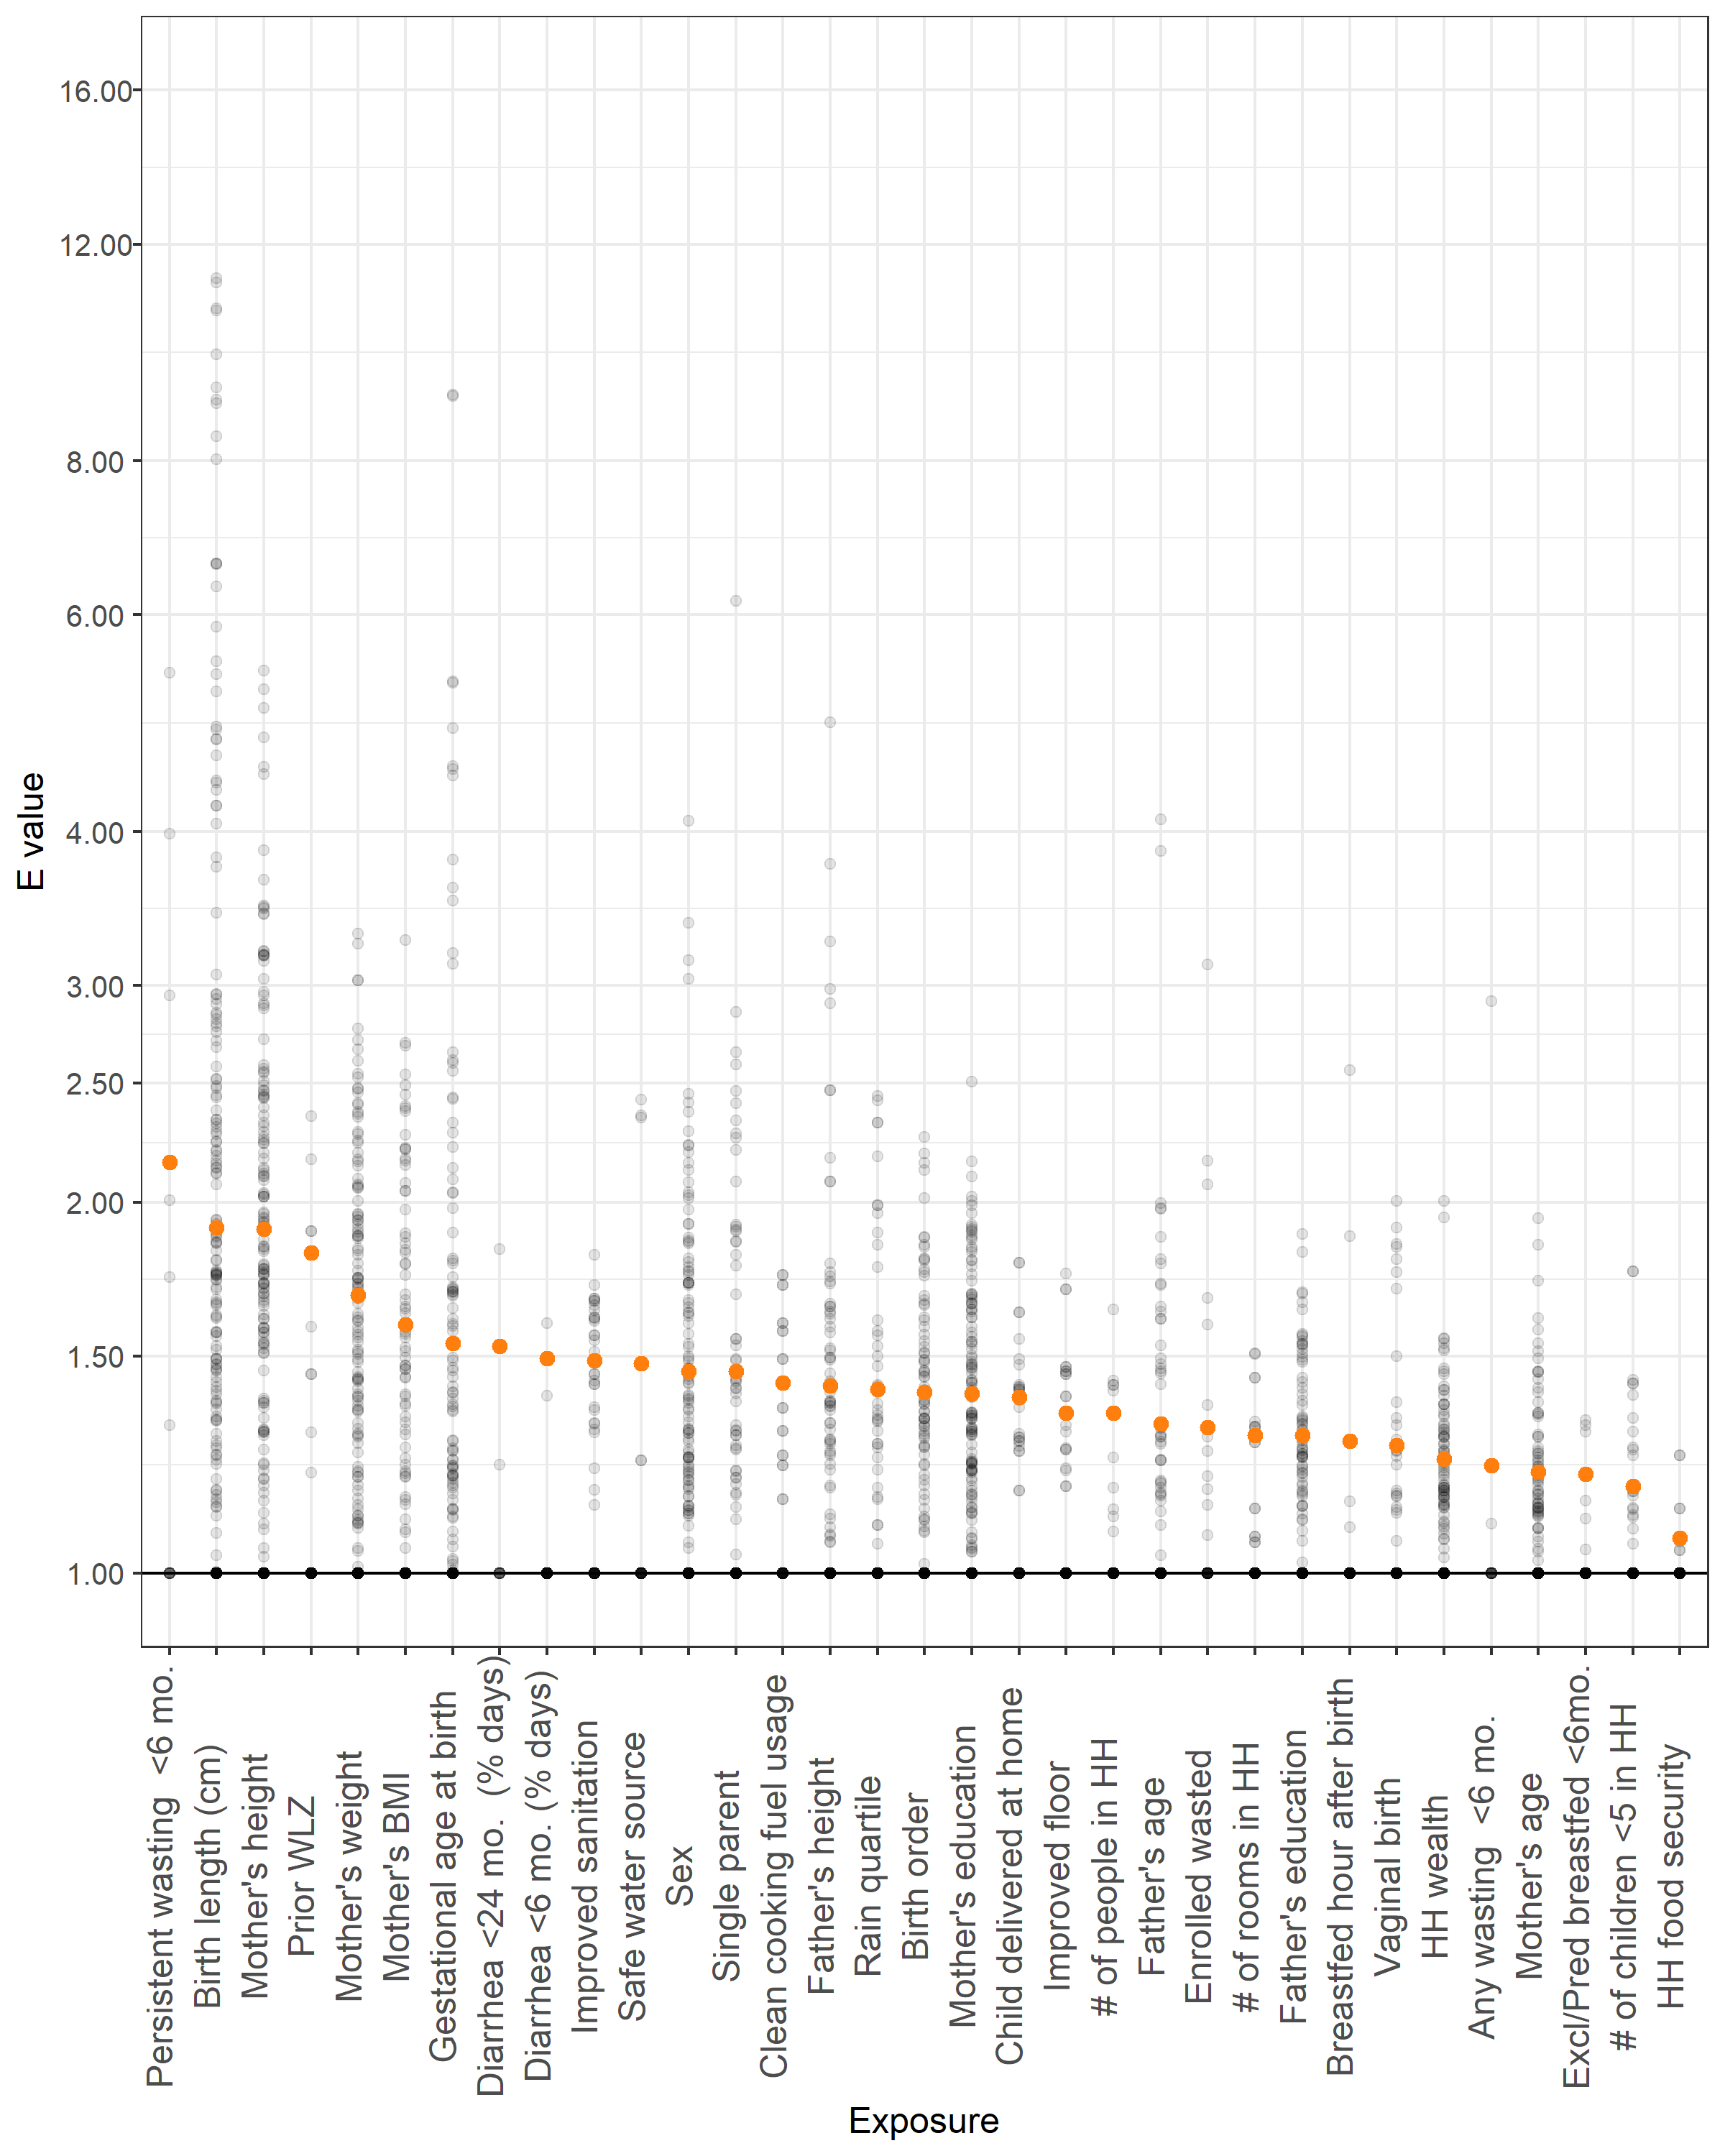 16.00
12.00
8.00
6.00
4.00
3.00
2.50
2.00
1.50
1.00
E value
Persistent wasting  <6 mo.
Birth length (cm)
Mother's height
Prior WLZ
Mother's weight
Mother's BMI
Gestational age at birth
Diarrhea <24 mo.  (% days)
Diarrhea <6 mo. (% days)
Improved sanitation
Safe water source
Sex
Single parent
Clean cooking fuel usage
Father's height
Rain quartile
Birth order
Mother's education
Child delivered at home
Improved floor
# of people in HH
Father's age
Enrolled wasted
# of rooms in HH
Father's education
Breastfed hour after birth
Vaginal birth
HH wealth
Any wasting  <6 mo.
Mother's age
Excl/Pred breastfed <6mo.
# of children <5 in HH
HH food security
Exposure